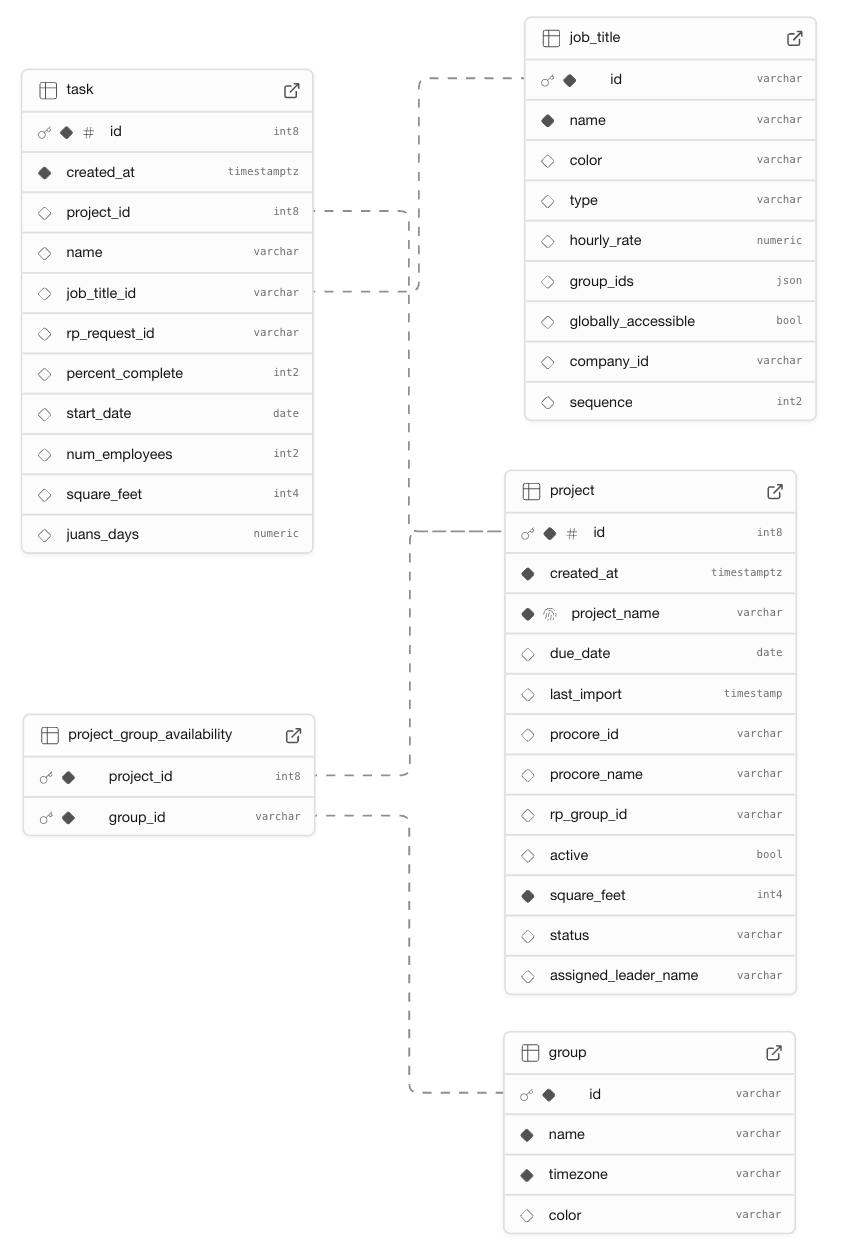 task
id int8
created_at timestamptz
project_id int8
name varchar
job_title_id varchar
rp_request_id varchar
percent_complete int2
start_date date
num_employees int2
square_feet int4
juans_days numeric
job_title
id varchar
name varchar
color varchar
type varchar
hourly_rate numeric
group_ids json
globally_accessible bool
company_id varchar
sequence int2
project
id int8
created_at timestamptz
project_name varchar
due_date date
last_import timestamp
procore_id varchar
procore_name varchar
rp_group_id varchar
active bool
square_feet int4
status varchar
assigned_leader_name varchar
project_group_availability
project_id int8
group_id varchar
group
id varchar
name varchar
timezone varchar
color varchar